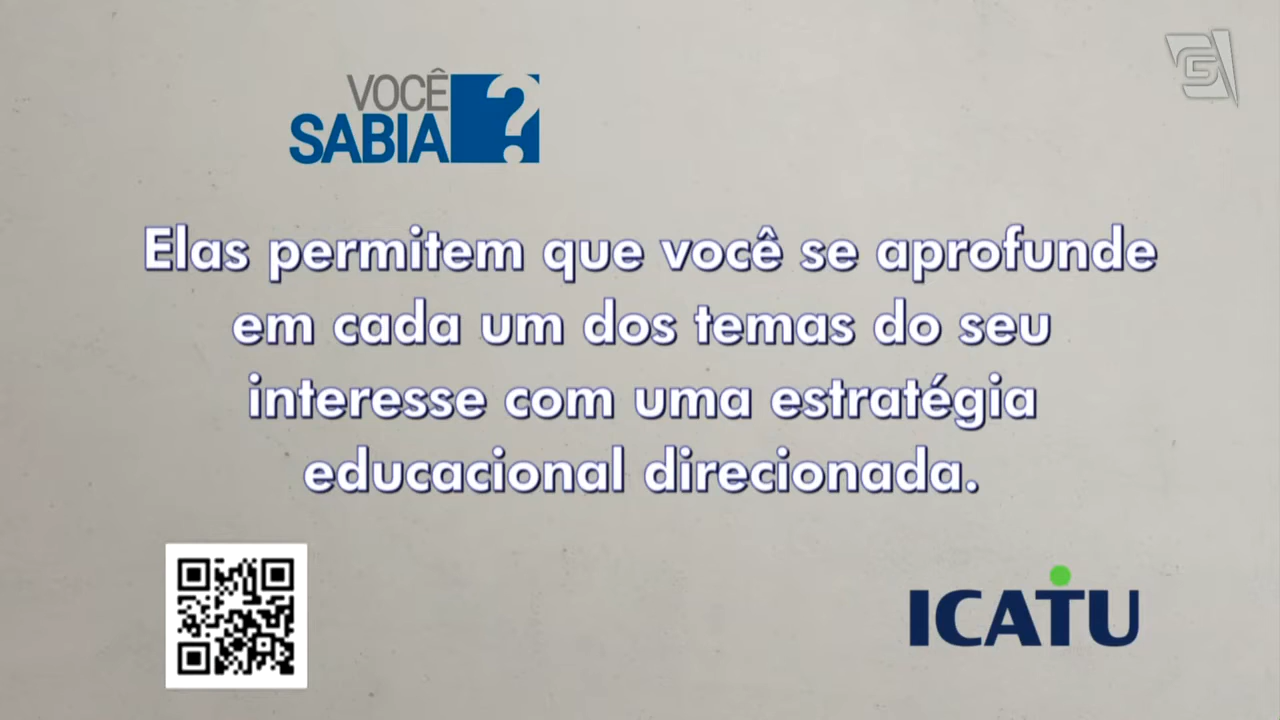 VOCÊ
SABIA?
Elas permitem que você se aprofunde
em cada um dos temas do seu
interesse com uma estratégia
educacional direcionada.
ICATU